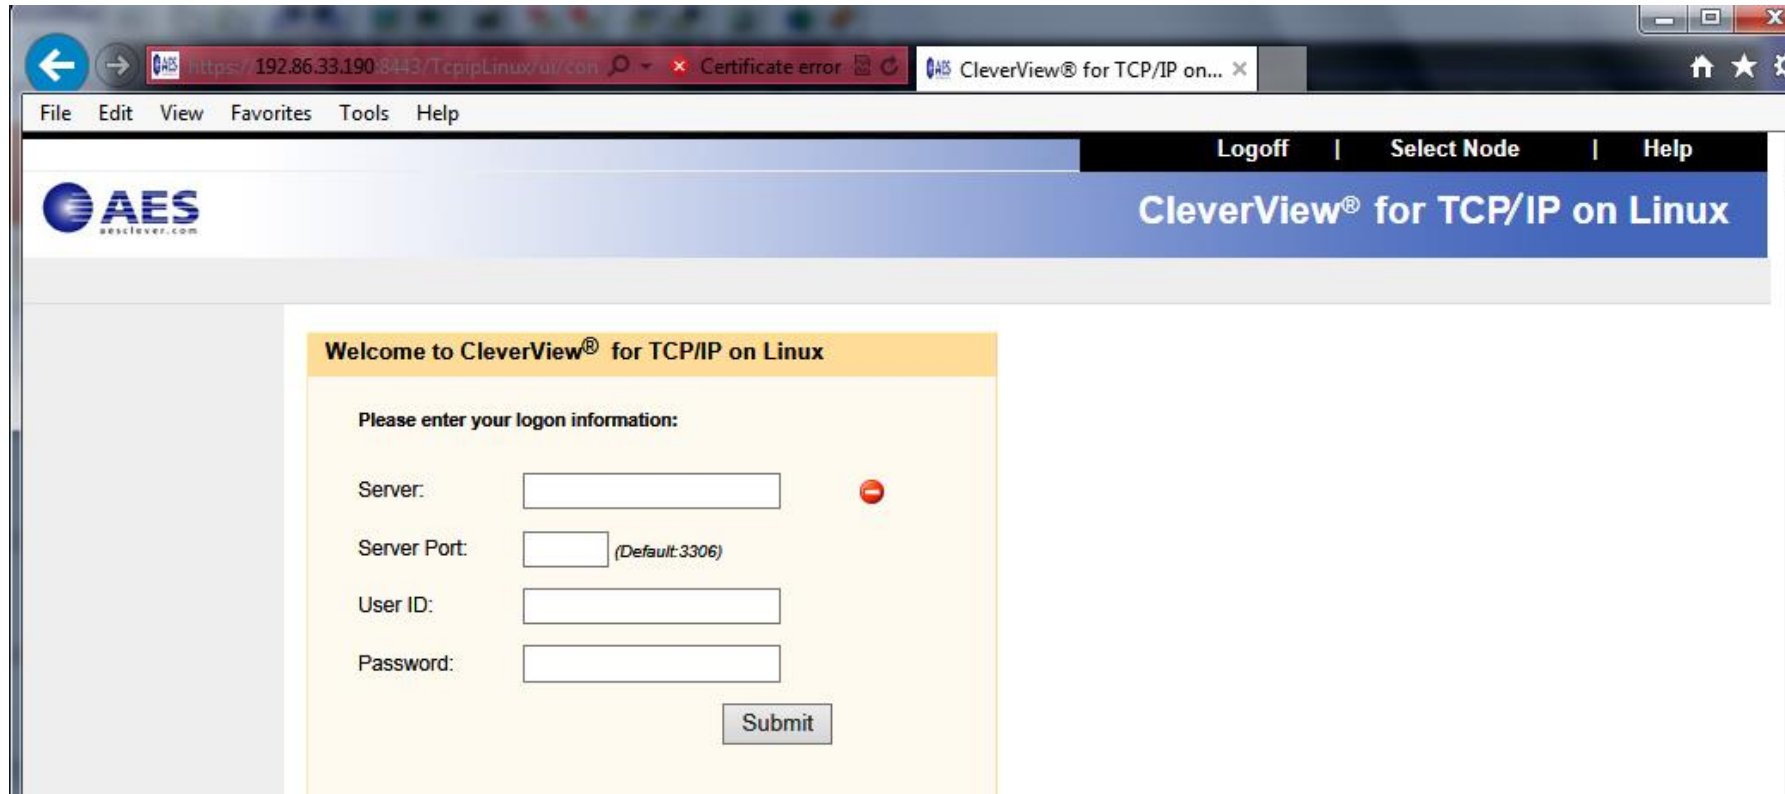 https://192.86.33.190:8443/TcpipLinux/ui/con
Certificate error
CleverView® for TCP/IP on...
File Edit View Favorites Tools Help
Logoff | Select Node | Help
AES
aesclever.com
CleverView® for TCP/IP on Linux
Welcome to CleverView® for TCP/IP on Linux
Please enter your logon information:
Server:
Server Port: (Default:3306)
User ID:
Password:
Submit